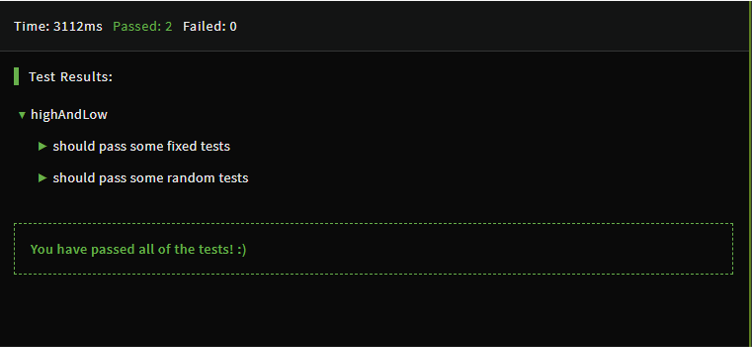 Time: 3112ms Passed: 2 Failed: 0
Test Results:
highAndLow
should pass some fixed tests
should pass some random tests
You have passed all of the tests! :)